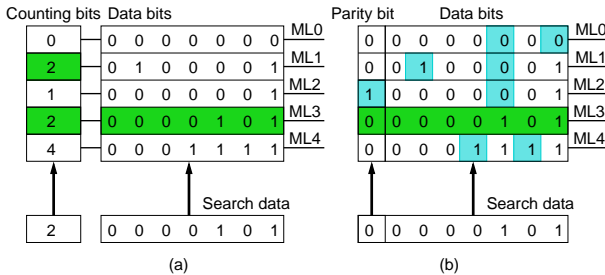 Counting bits Data bits
0 0 0 0 0 0 0 0 ML0
2 0 1 0 0 0 0 1 ML1
1 0 0 0 0 0 0 1 ML2
2 0 0 0 0 1 0 1 ML3
4 0 0 0 1 1 1 1 ML4
Search data
2 0 0 0 0 1 0 1
(a)
Parity bit Data bits
0 0 0 0 0 0 0 0 ML0
0 0 1 0 0 0 0 1 ML1
1 0 0 0 0 0 0 1 ML2
0 0 0 0 0 1 0 1 ML3
0 0 0 0 1 1 1 1 ML4
Search data
0 0 0 0 0 1 0 1
(b)